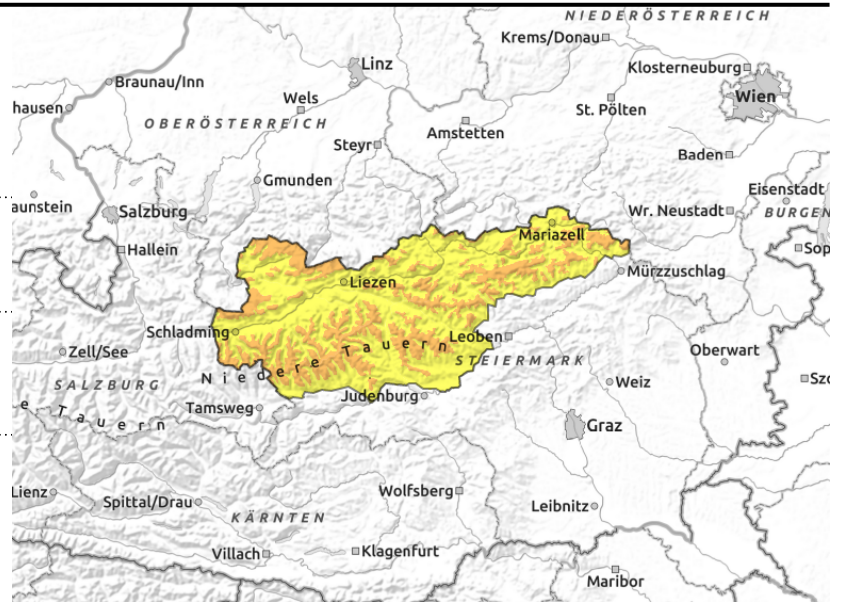 NIEDERÖSTERREICH
Krems/Donau
Klosterneuburg
Linz
Braunau/Inn
Wien
hausen
Wels
St. Pölten
OBERÖSTERREICH
Amstetten
Steyr
Baden
Gmunden
Eisenstadt
aunstein
Salzburg
Wr. Neustadt
BURGEN
Mariazell
Hallein
Sop
Mürzzuschlag
Liezen
Schladming
Leoben
Zell/See
Oberwart
STEIERMARK
Niedere Tauern
SALZBURG
Weiz
Szo
Judenburg
Tamsweg
e Tauern
Graz
Lienz
Wolfsberg
Spittal/Drau
Leibnitz
KÄRNTEN
Villach
Klagenfurt
Maribor